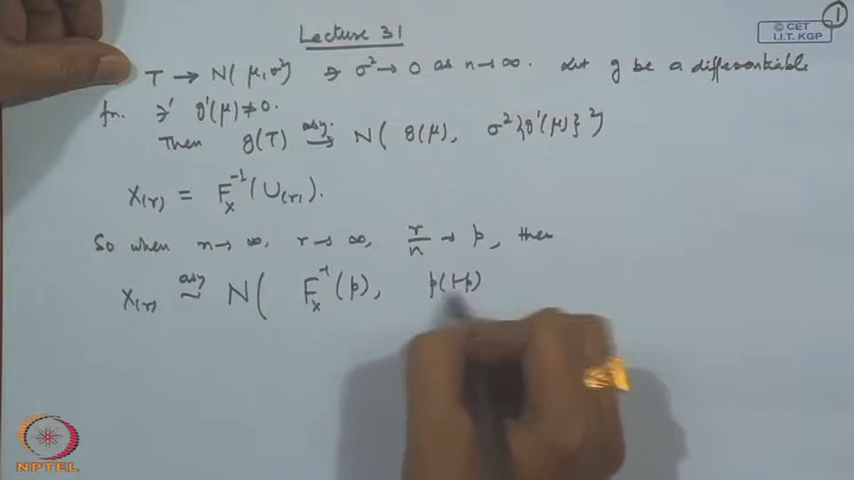 Lecture 31
1
© CET
I.I.T. KGP
T → N(μ, σ²) ∋ σ² → 0 as n → ∞. Let g be a differentiable
fn. ∋' g'(μ) ≠ 0.
Then g(T) asy. → N( g(μ), σ² {g'(μ)}²)
X(r) = F_X^{-1}(U(r)).
So when n → ∞, r → ∞, r/n → p, then
X(r) asy ~ N( F_X^{-1}(p), p(1-p)
NPTEL